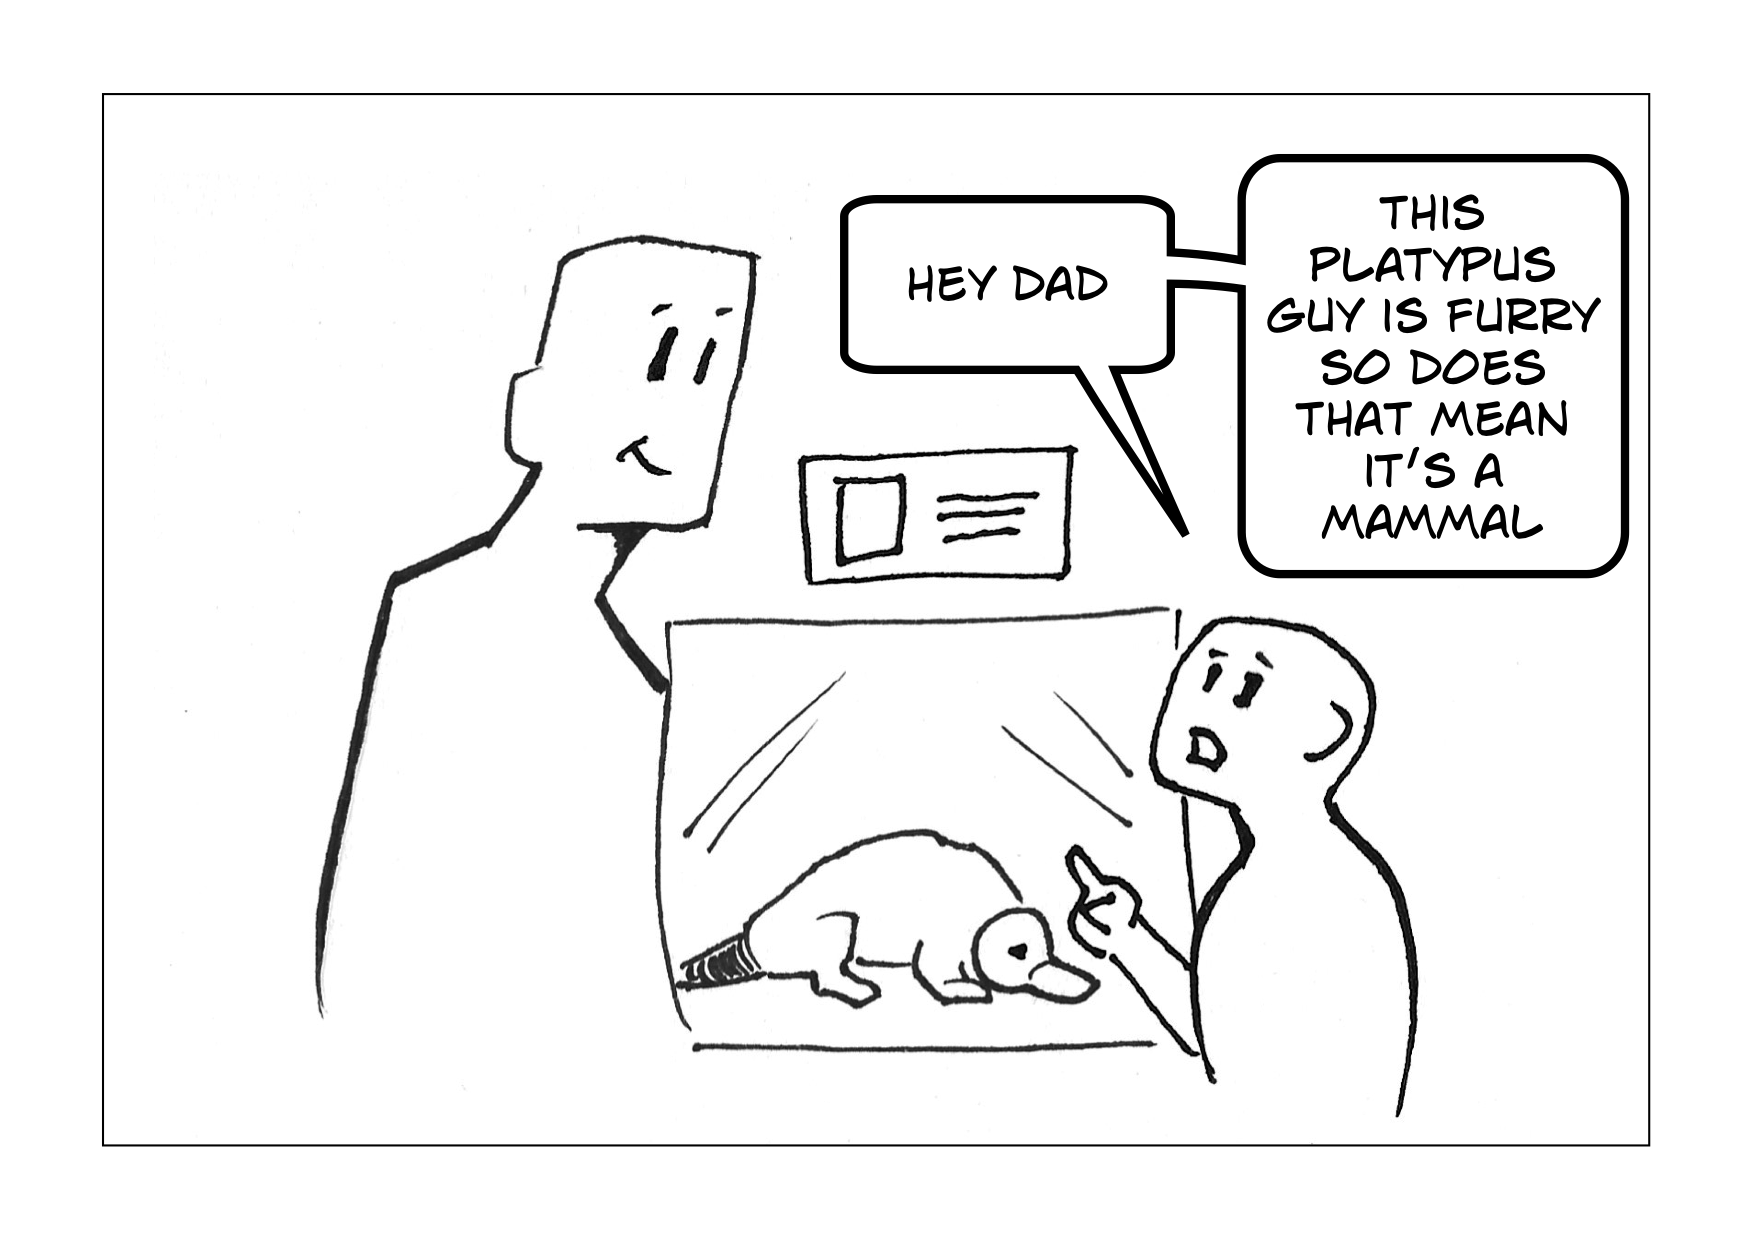 HEY DAD
THIS
PLATYPUS
GUY IS FURRY
SO DOES
THAT MEAN
IT'S A
MAMMAL